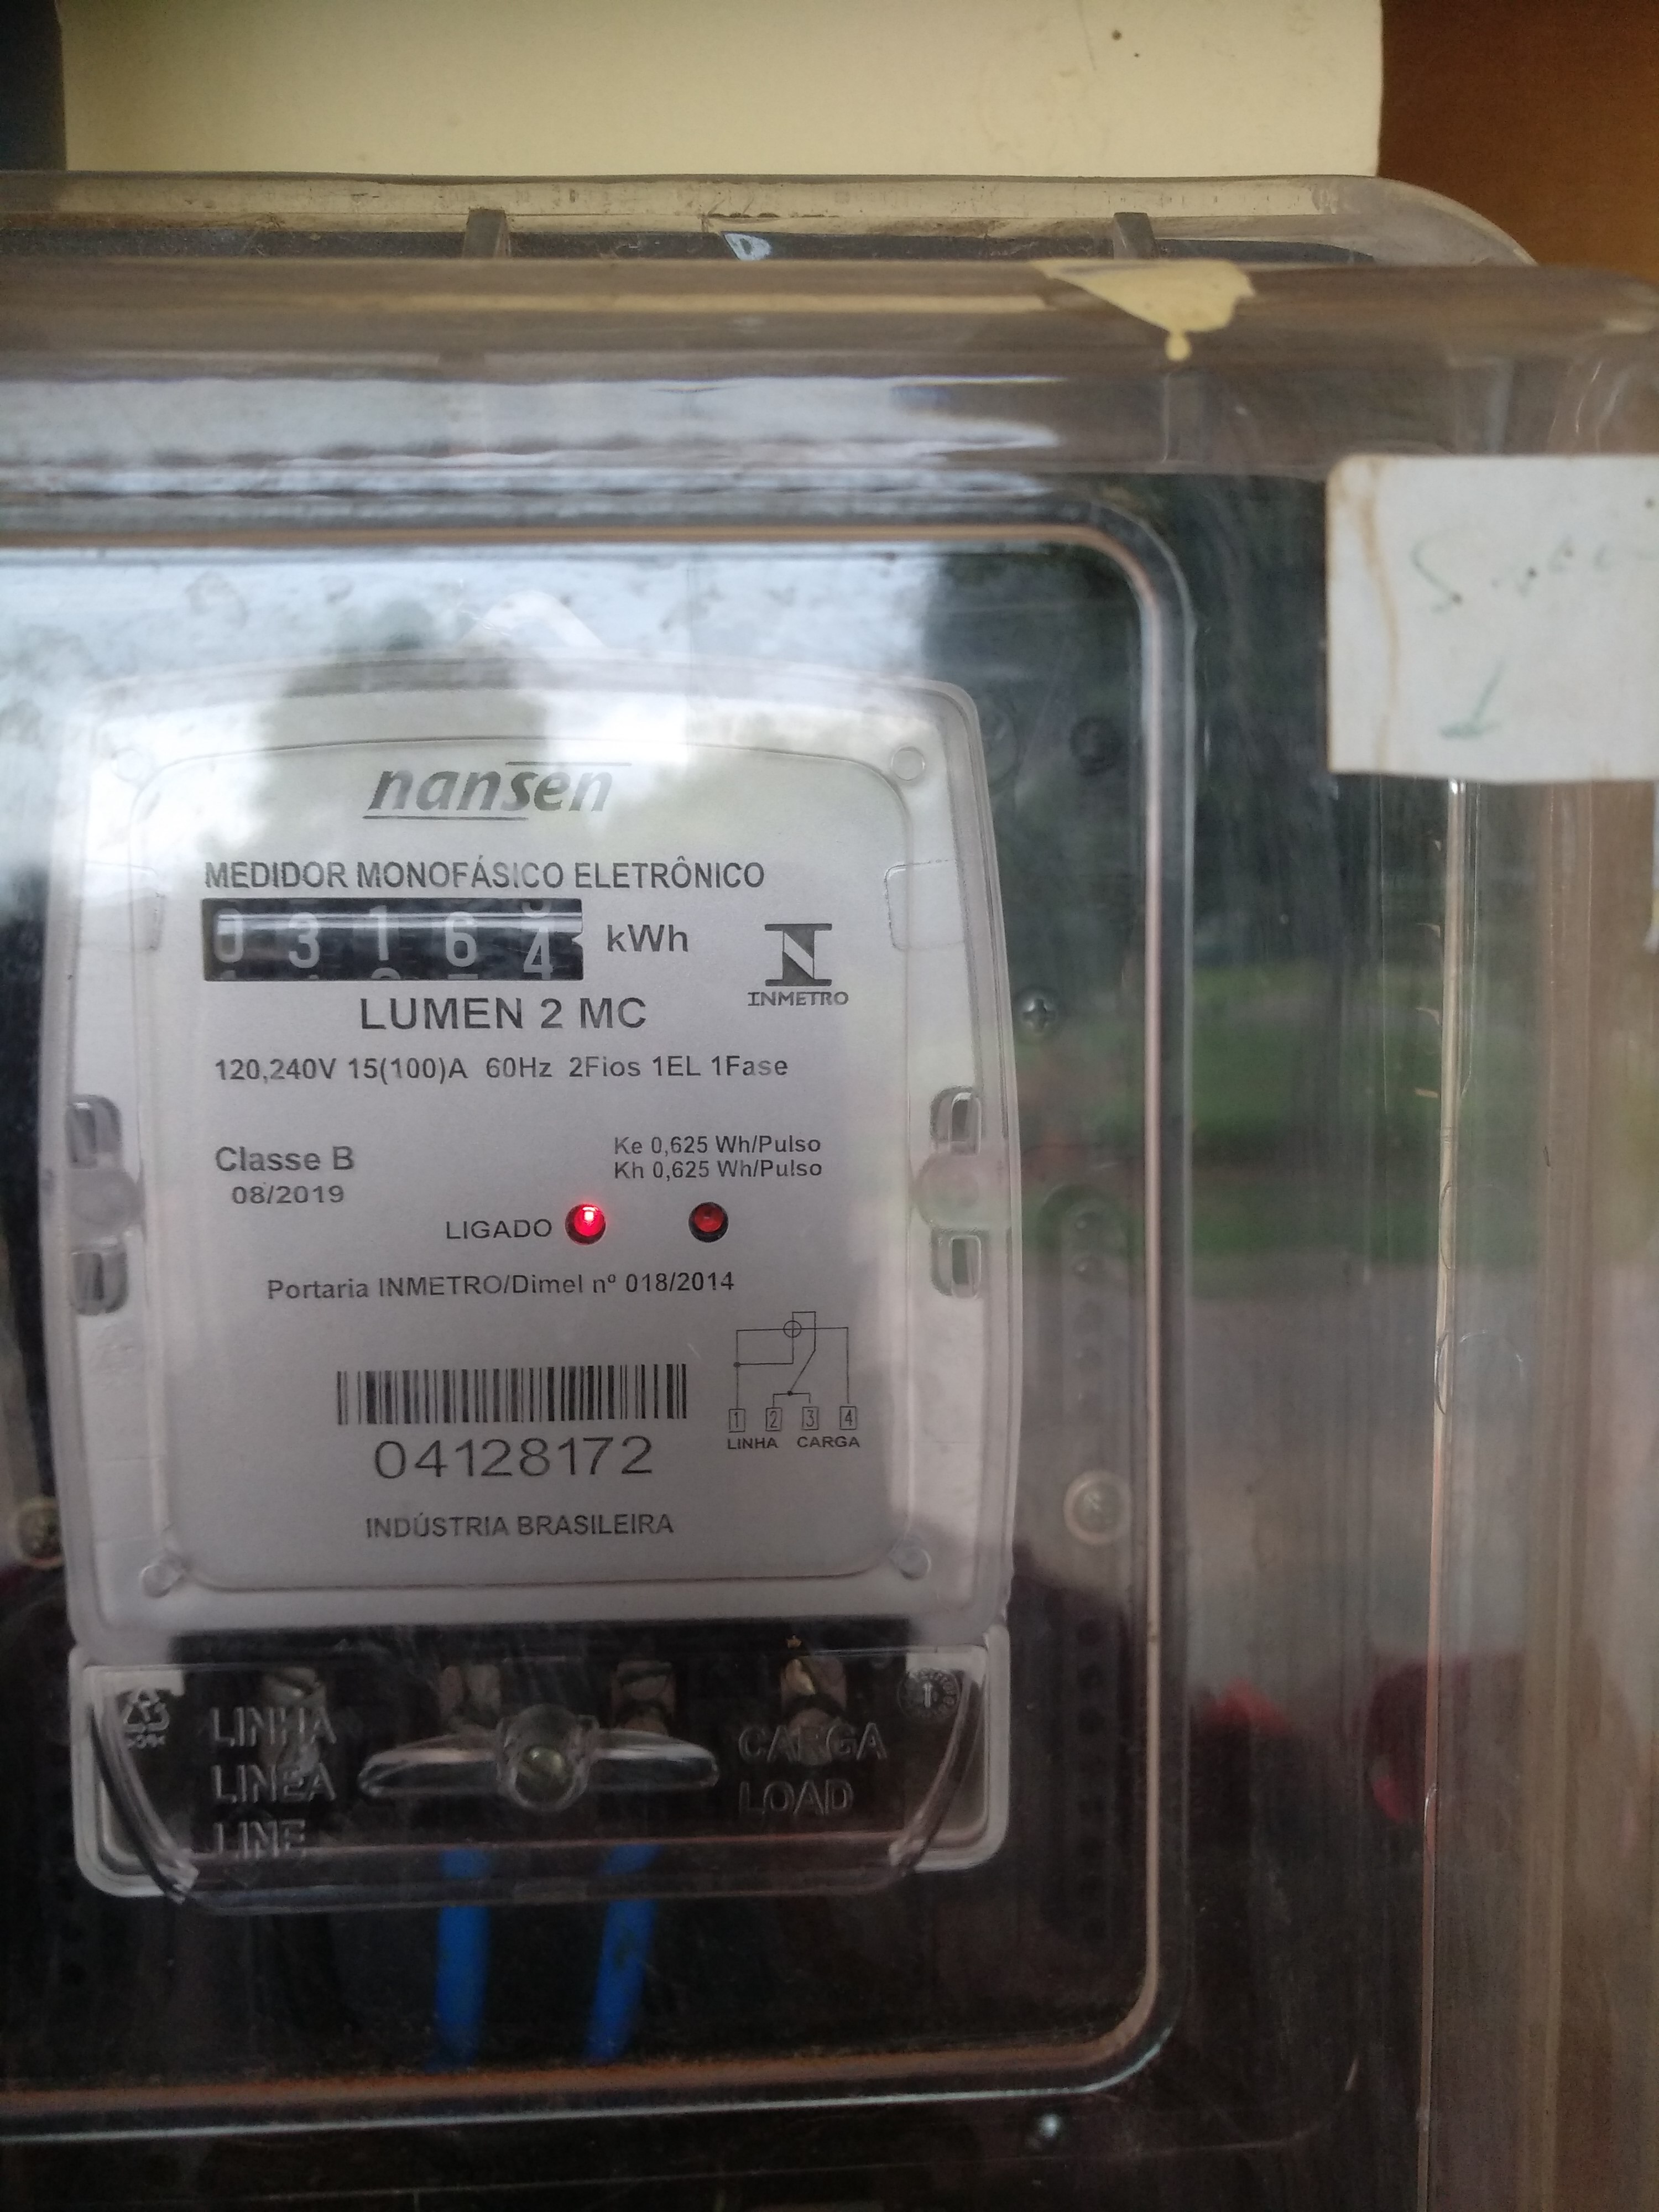 nansen
MEDIDOR MONOFÁSICO ELETRÔNICO
03164 kWh
INMETRO
LUMEN 2 MC
120,240V 15(100)A 60Hz 2Fios 1EL 1Fase
Classe B
08/2019
Ke 0,625 Wh/Pulso
Kh 0,625 Wh/Pulso
LIGADO
Portaria INMETRO/Dimel nº 018/2014
1 2 3 4
LINHA CARGA
04128172
INDÚSTRIA BRASILEIRA
LINHA
LINEA
LINE
CARGA
LOAD